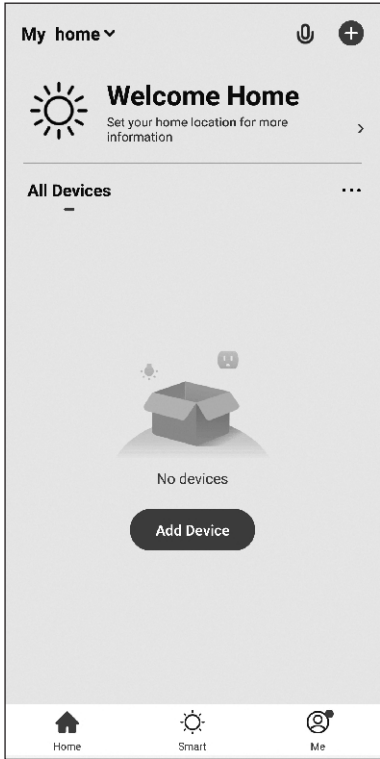 My home
Welcome Home
Set your home location for more
information
All Devices
No devices
Add Device
Home
Smart
Me